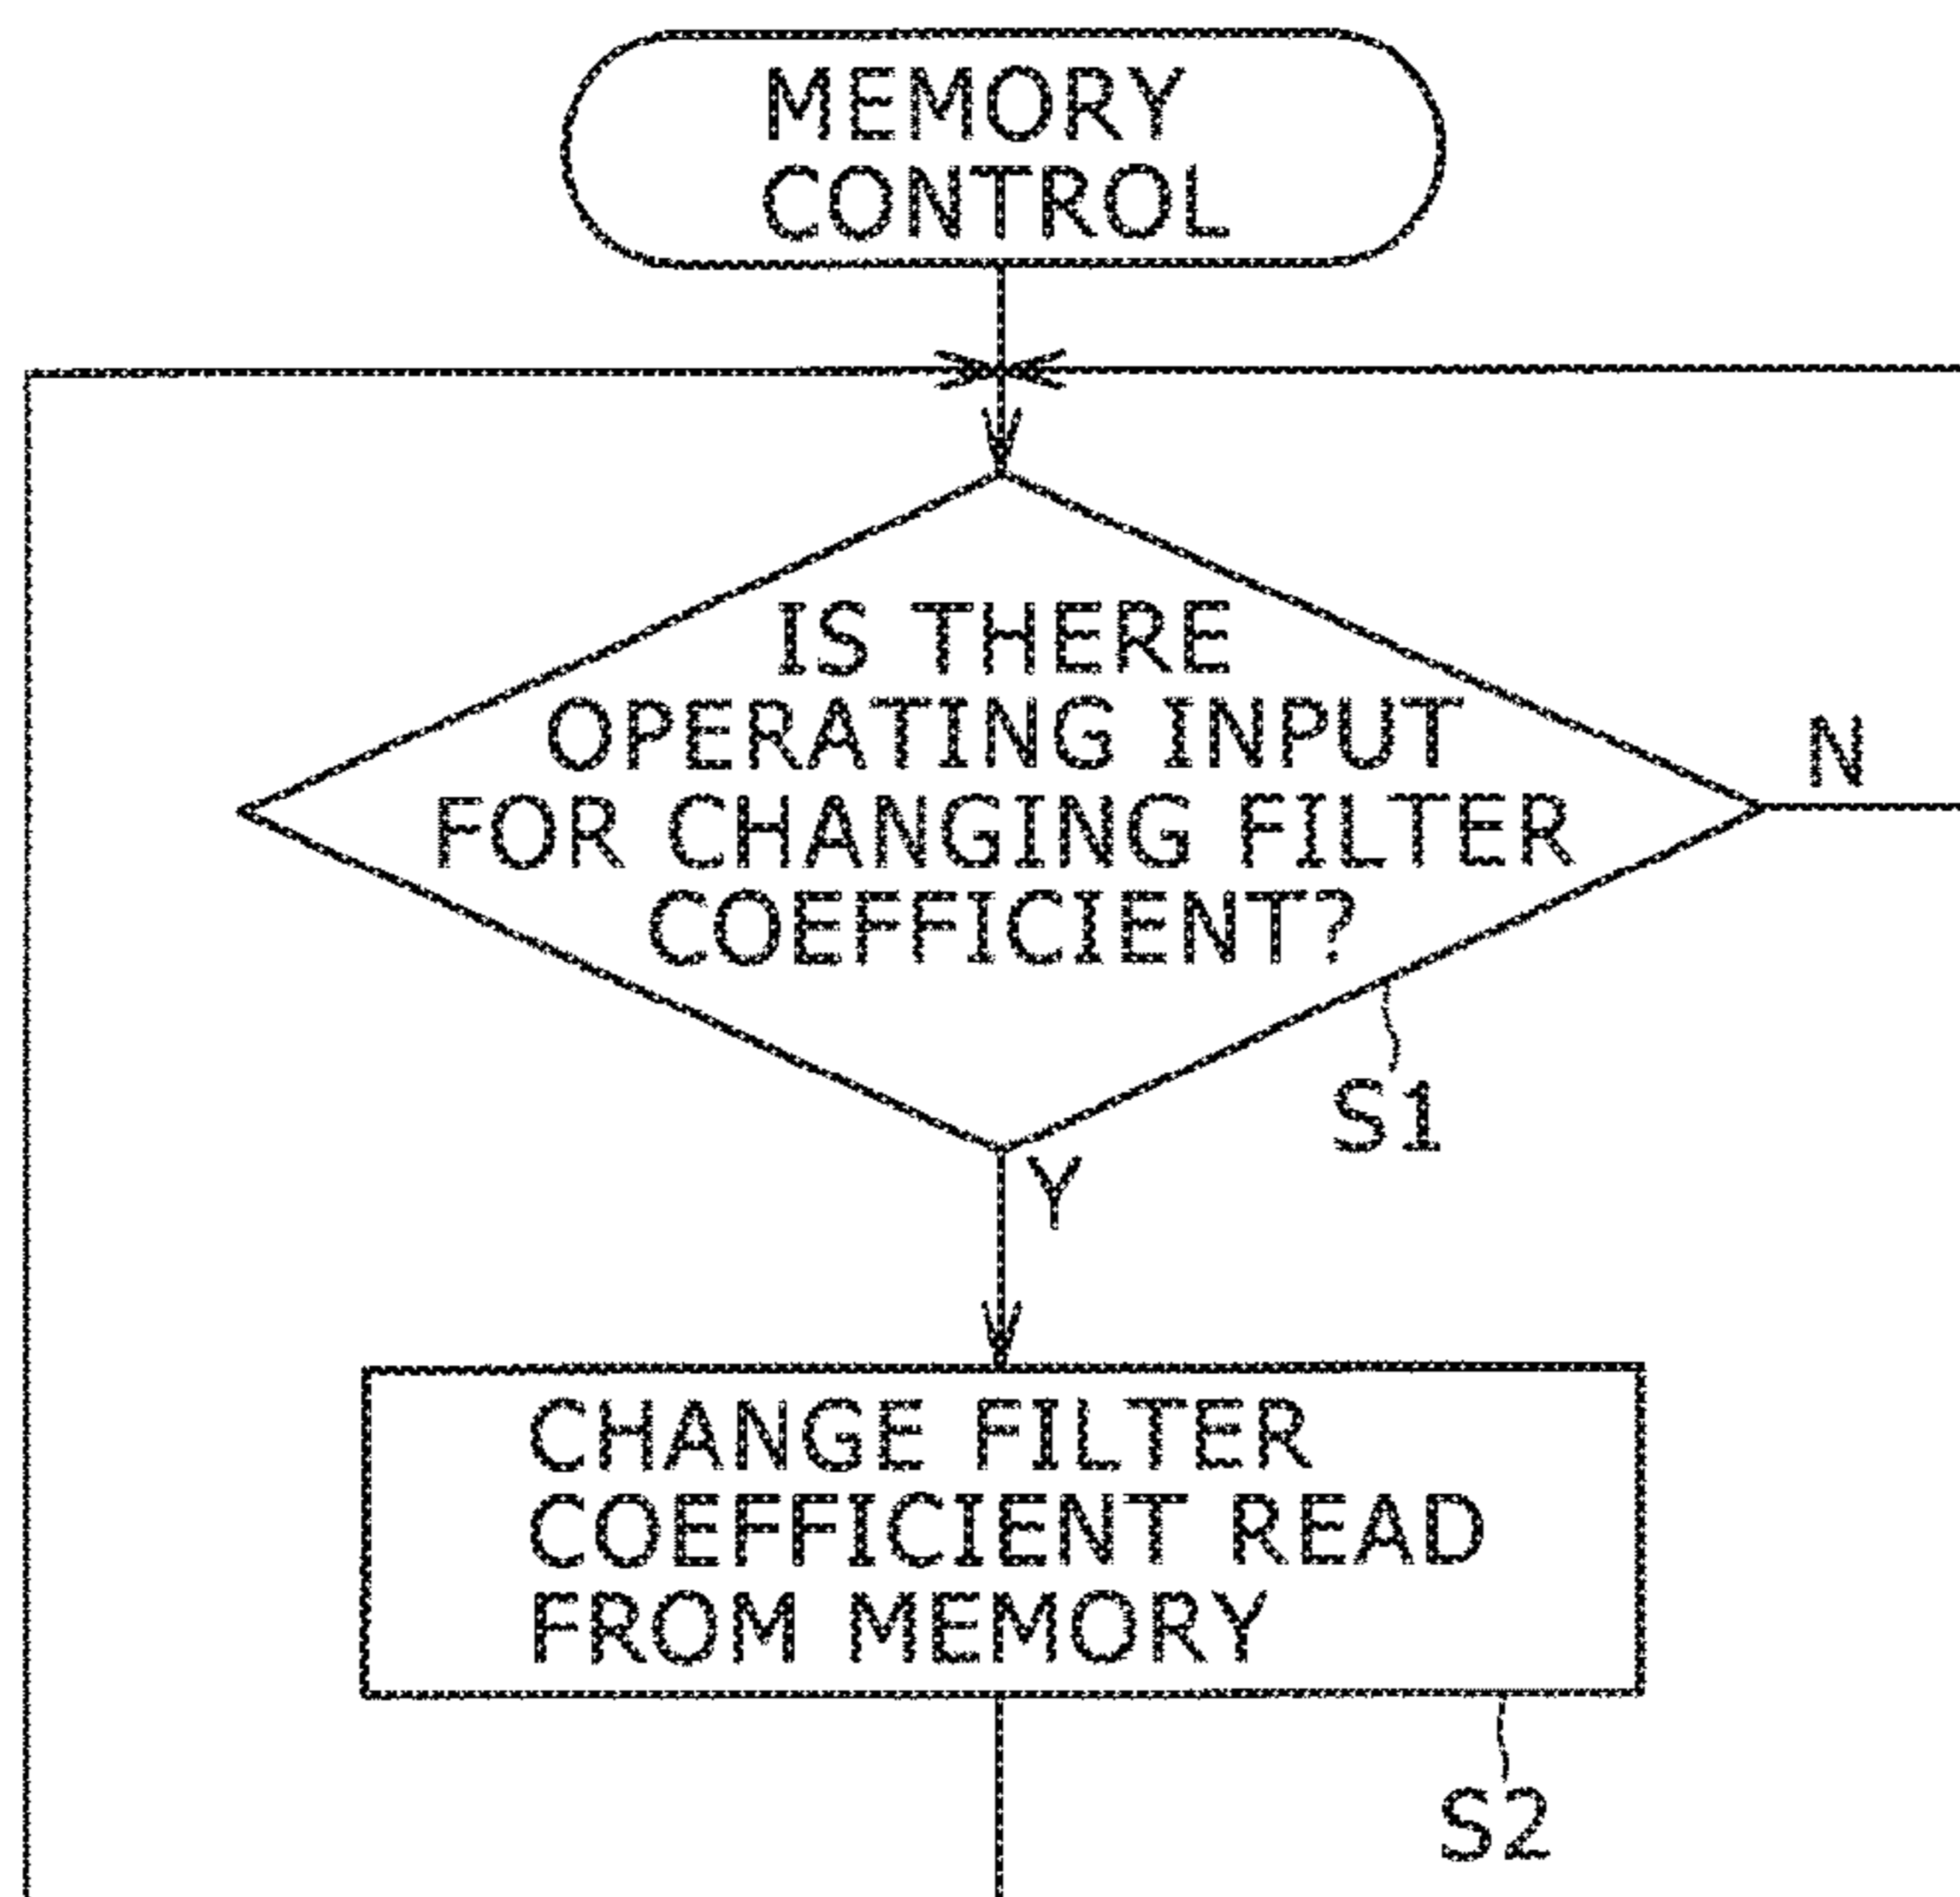 MEMORY
CONTROL
IS THERE
OPERATING INPUT
FOR CHANGING FILTER
COEFFICIENT?
N
S1
Y
CHANGE FILTER
COEFFICIENT READ
FROM MEMORY
S2